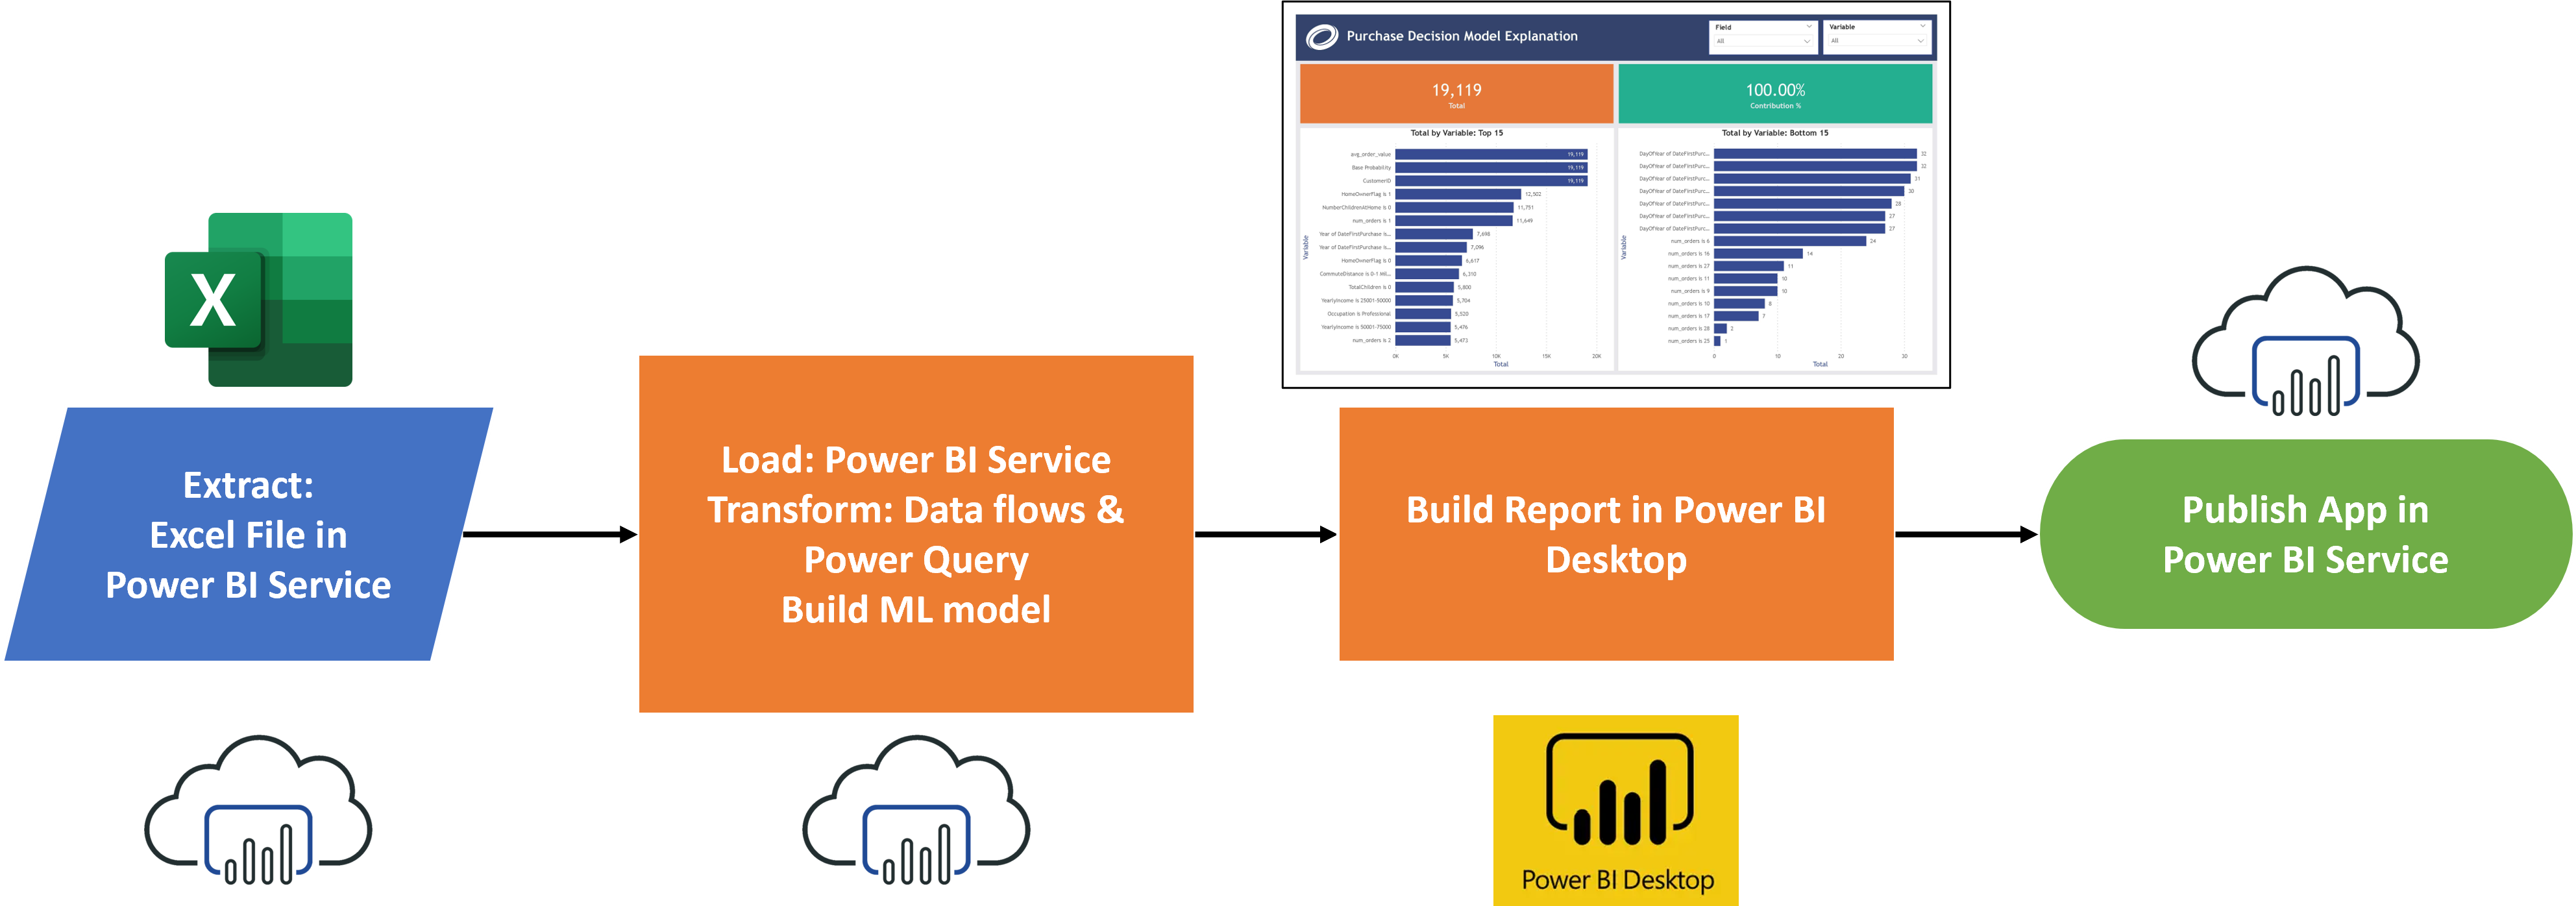 Purchase Decision Model Explanation
Field
All
Variable
All
19,119
Total
100.00%
Contribution %
Total by Variable: Top 15
Variable
avg_order_value 19,119
Base Probability 19,119
CustomerID 19,119
HomeOwnerFlag is 1 12,502
NumberChildrenAtHome is 0 11,751
num_orders is 1 11,649
Year of DateFirstPurchase is... 7,698
Year of DateFirstPurchase is... 7,096
HomeOwnerFlag is 0 6,617
CommuteDistance is 0-1 Mil... 6,310
TotalChildren is 0 5,800
YearlyIncome is 25001-50000 5,704
Occupation is Professional 5,520
YearlyIncome is 50001-75000 5,476
num_orders is 2 5,472
0K 5K 10K 15K 20K
Total
Total by Variable: Bottom 15
Variable
DayOfYear of DateFirstPurc... 32
DayOfYear of DateFirstPurc... 32
DayOfYear of DateFirstPurc... 31
DayOfYear of DateFirstPurc... 30
DayOfYear of DateFirstPurc... 28
DayOfYear of DateFirstPurc... 27
DayOfYear of DateFirstPurc... 27
num_orders is 6 24
num_orders is 16 14
num_orders is 27 11
num_orders is 11 10
num_orders is 9 10
num_orders is 10 8
num_orders is 17 7
num_orders is 28 2
num_orders is 25 1
0 10 20 30
Total
X
Extract:
Excel File in
Power BI Service
Load: Power BI Service
Transform: Data flows &
Power Query
Build ML model
Build Report in Power BI
Desktop
Publish App in
Power BI Service
Power BI Desktop